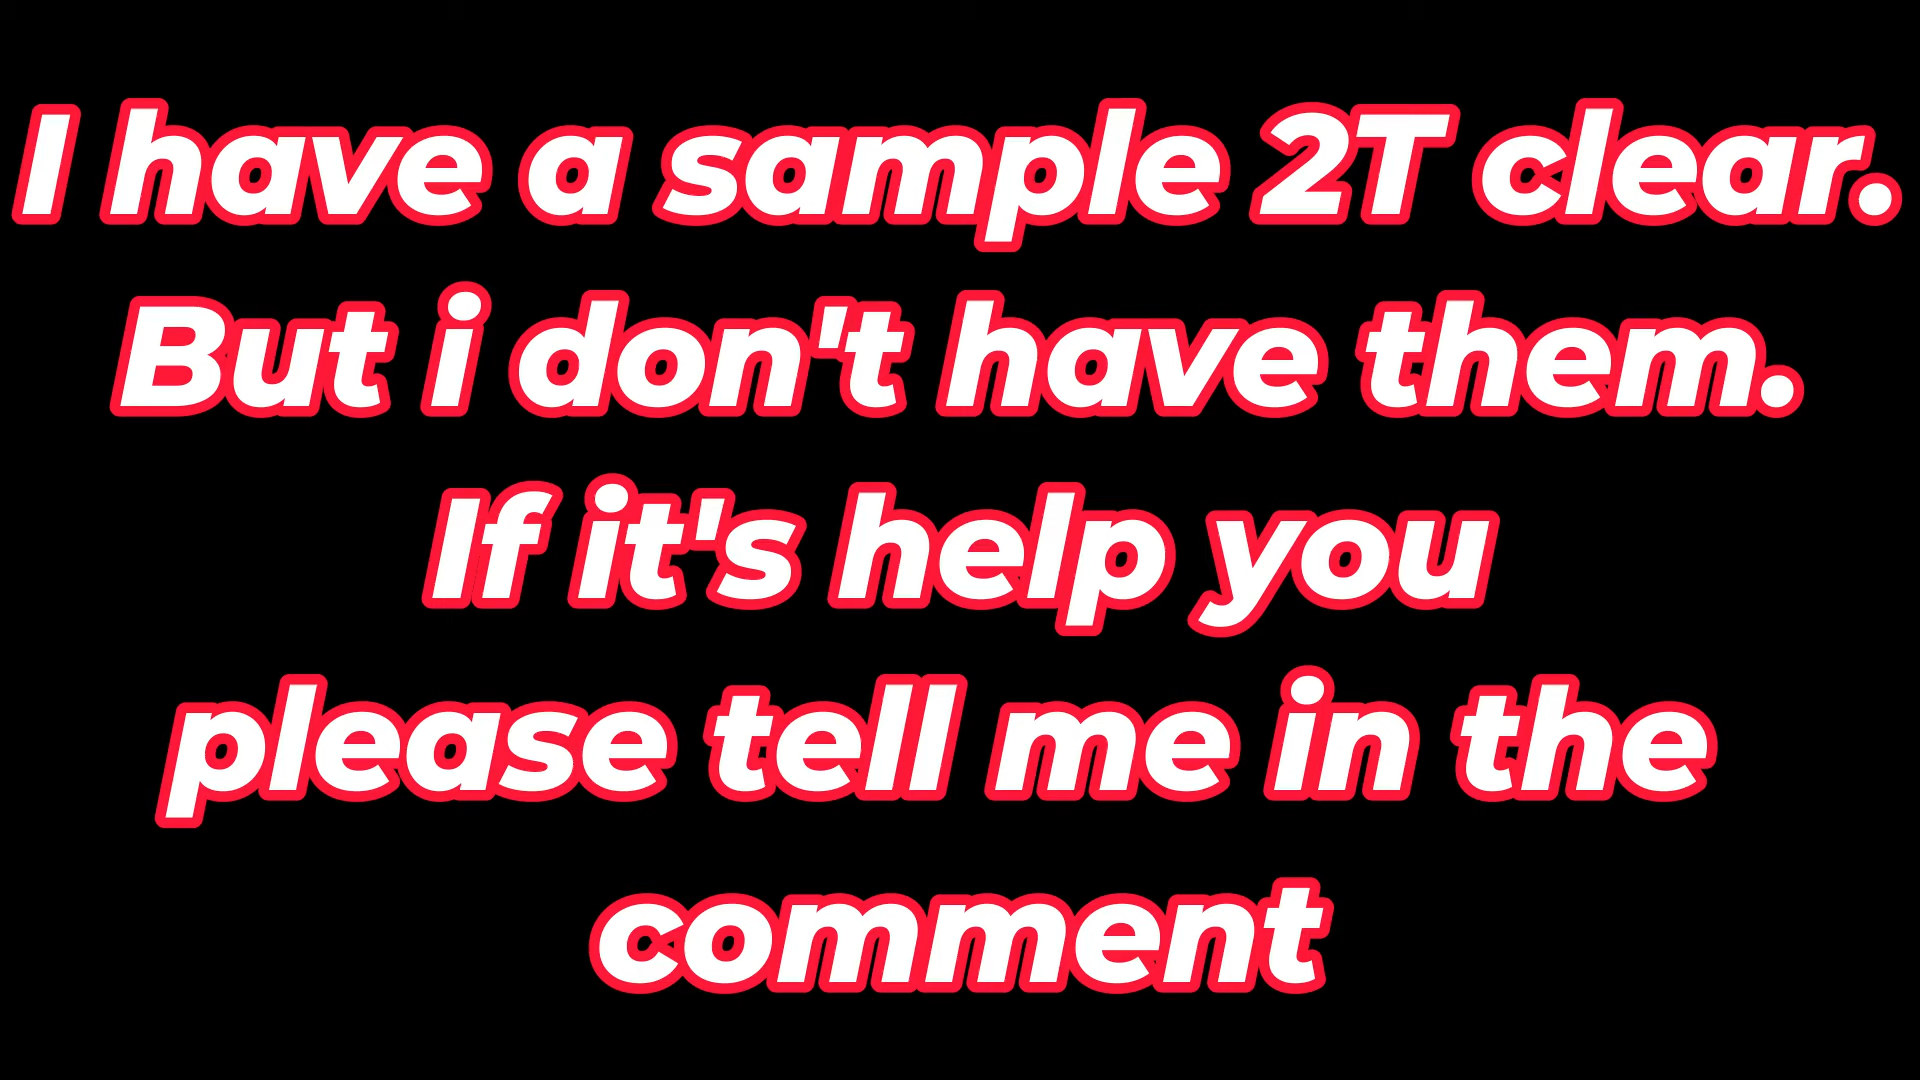 I have a sample 2T clear.
But i don't have them.
If it's help you
please tell me in the
comment